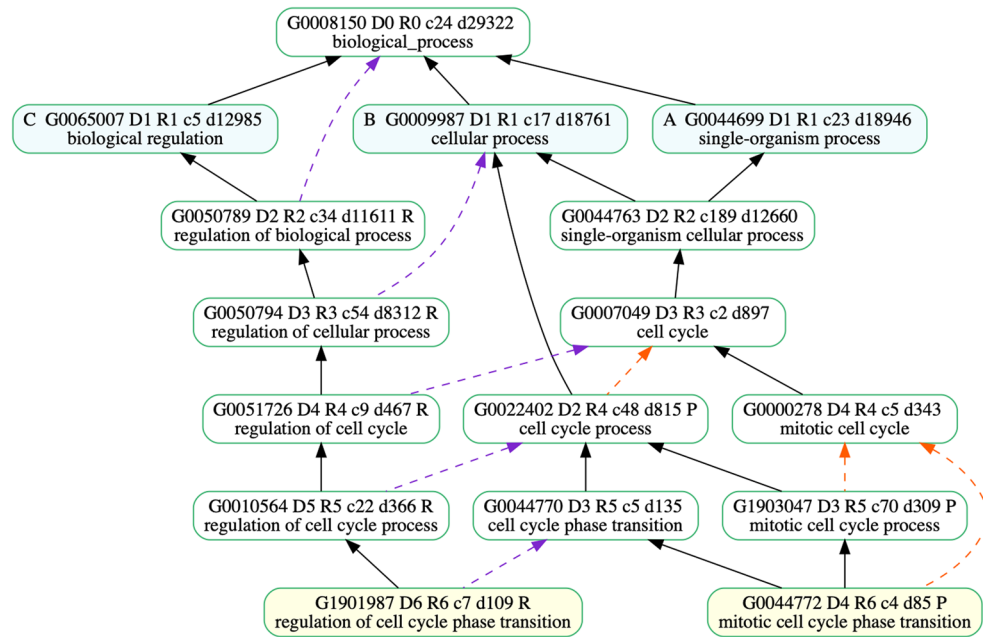 G0008150 D0 R0 c24 d29322
biological_process
C G0065007 D1 R1 c5 d12985
biological regulation
B G0009987 D1 R1 c17 d18761
cellular process
A G0044699 D1 R1 c23 d18946
single-organism process
G0050789 D2 R2 c34 d11611 R
regulation of biological process
G0044763 D2 R2 c189 d12660
single-organism cellular process
G0050794 D3 R3 c54 d8312 R
regulation of cellular process
G0007049 D3 R3 c2 d897
cell cycle
G0051726 D4 R4 c9 d467 R
regulation of cell cycle
G0022402 D2 R4 c48 d815 P
cell cycle process
G0000278 D4 R4 c5 d343
mitotic cell cycle
G0010564 D5 R5 c22 d366 R
regulation of cell cycle process
G0044770 D3 R5 c5 d135
cell cycle phase transition
G1903047 D3 R5 c70 d309 P
mitotic cell cycle process
G1901987 D6 R6 c7 d109 R
regulation of cell cycle phase transition
G0044772 D4 R6 c4 d85 P
mitotic cell cycle phase transition